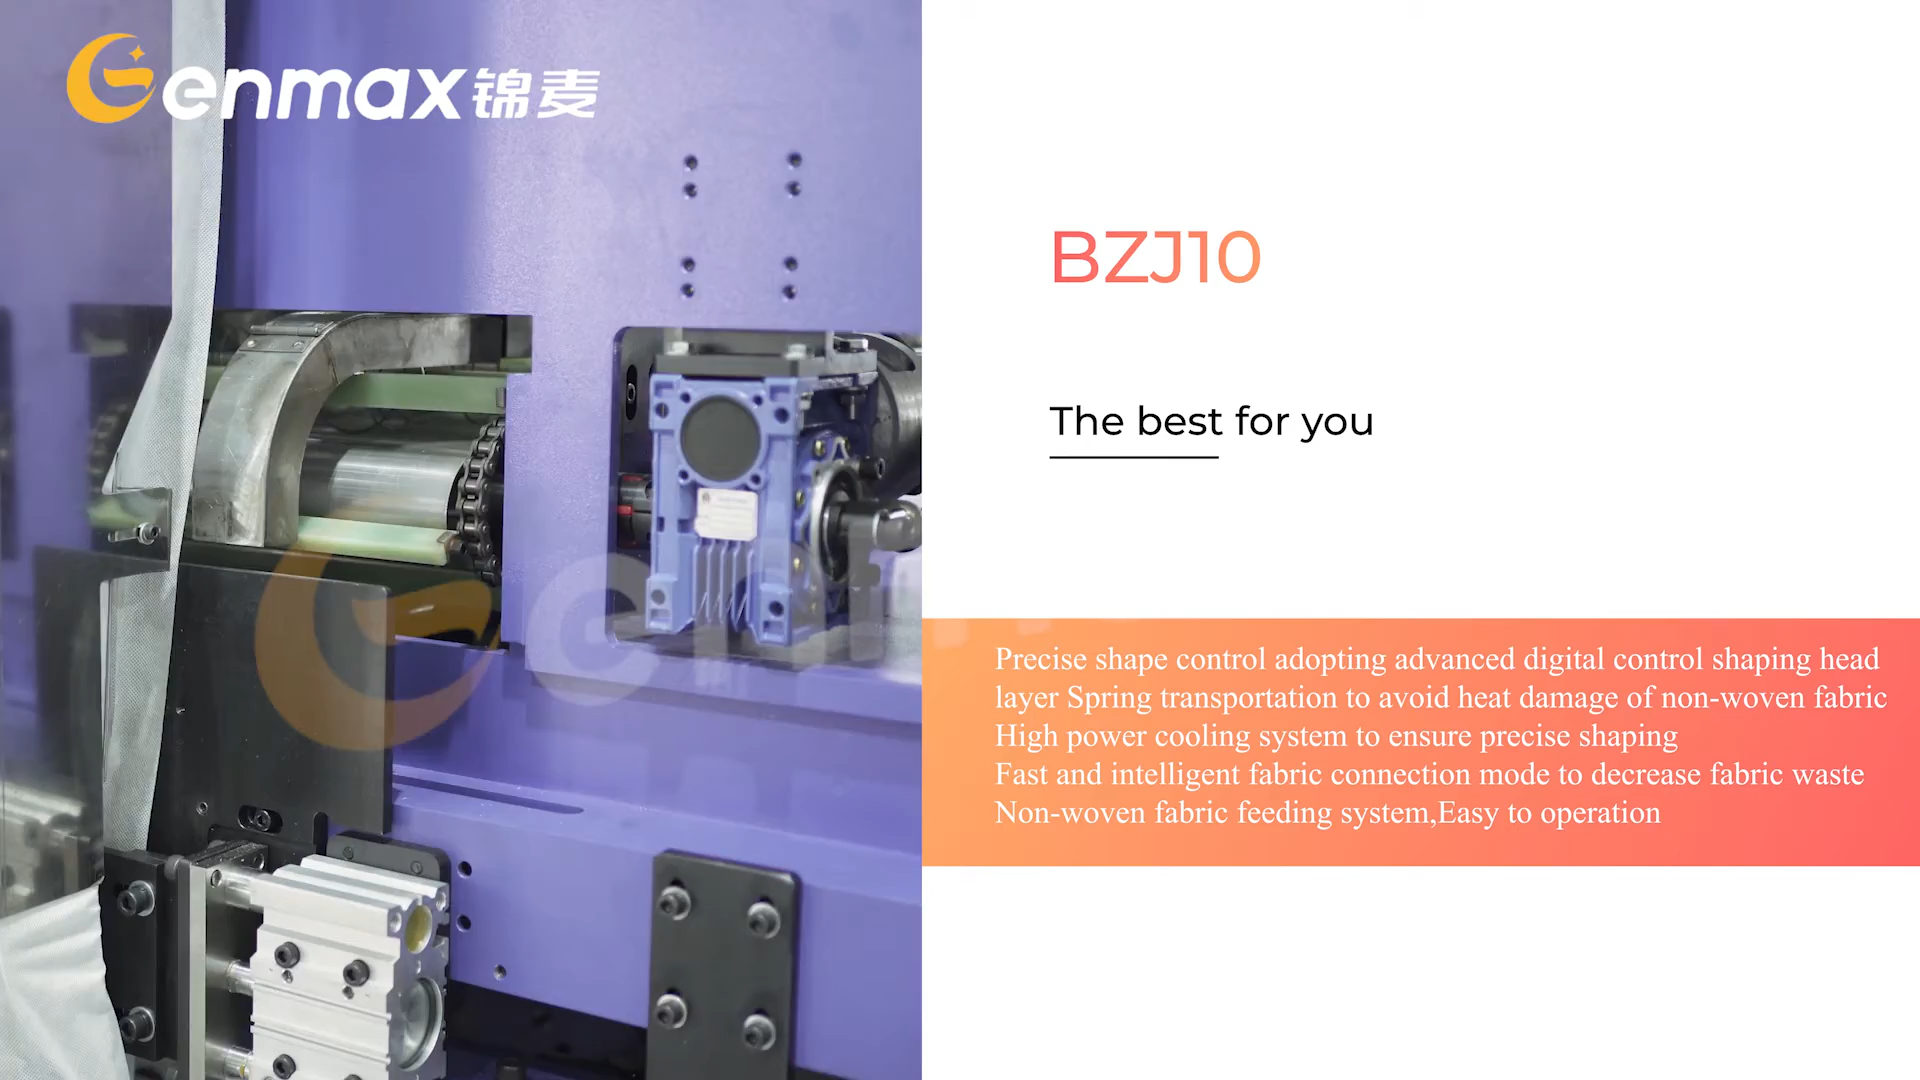 Genmax锦麦
BZJ10
The best for you
Precise shape control adopting advanced digital control shaping head
layer Spring transportation to avoid heat damage of non-woven fabric
High power cooling system to ensure precise shaping
Fast and intelligent fabric connection mode to decrease fabric waste
Non-woven fabric feeding system,Easy to operation